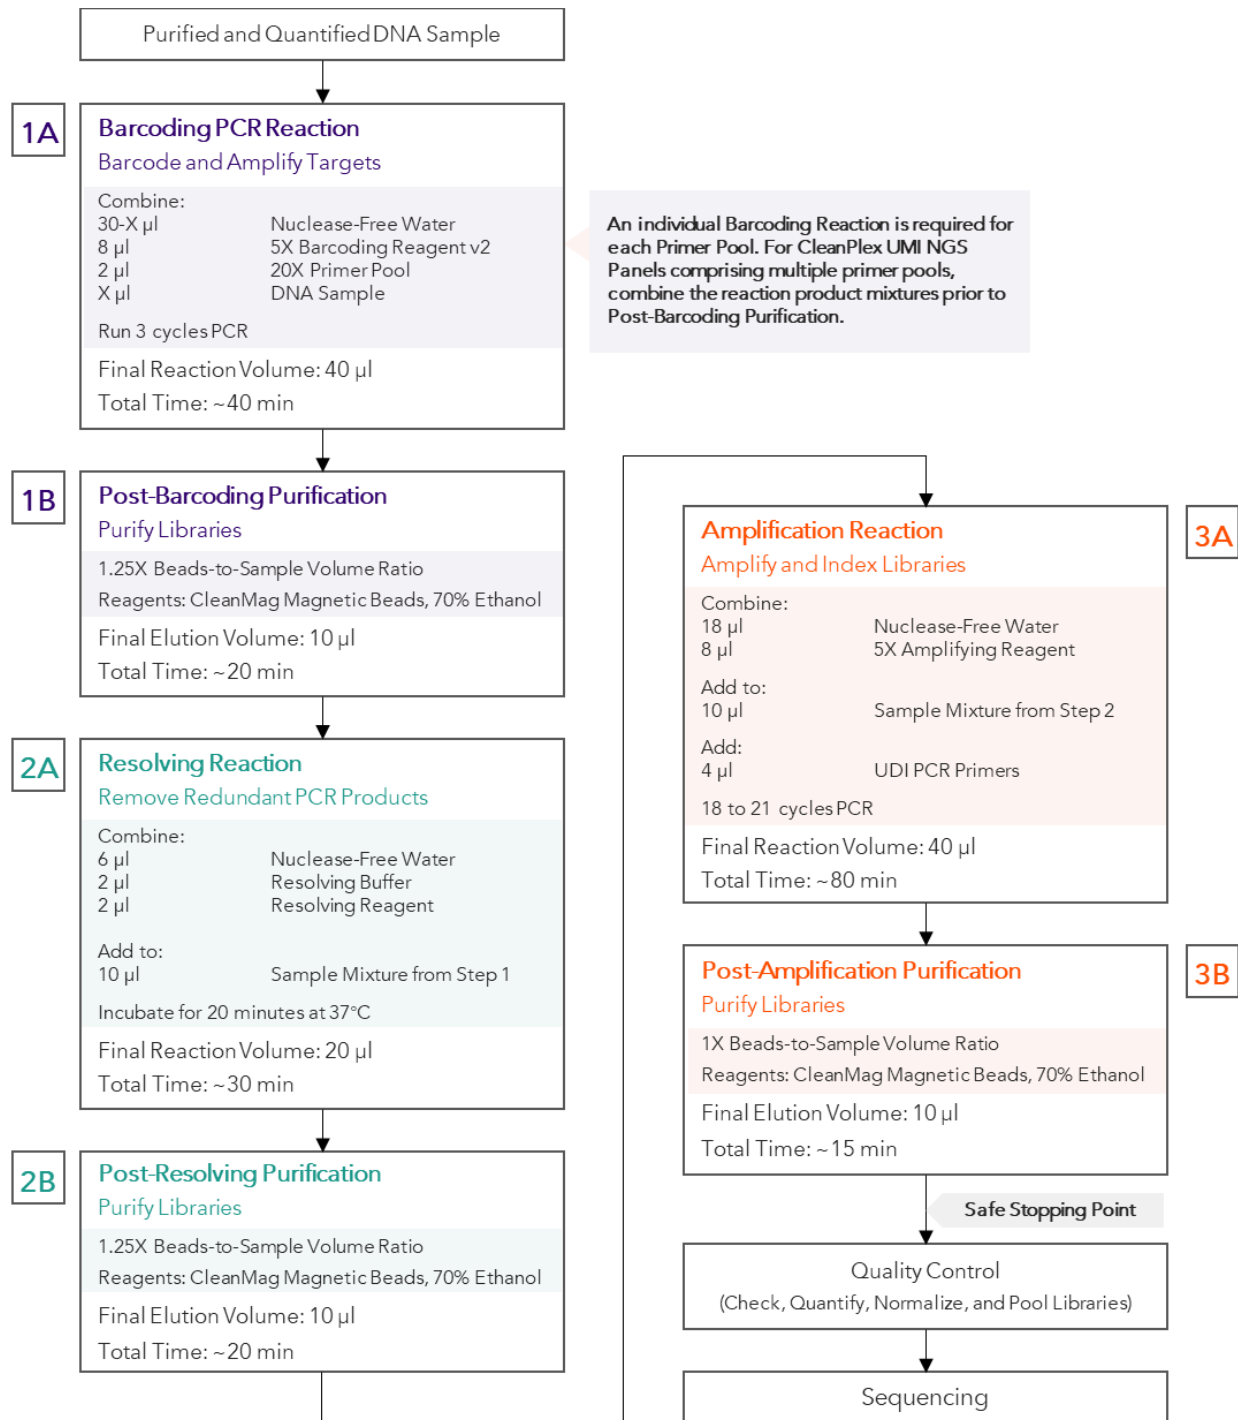 Purified and Quantified DNA Sample
1A
Barcoding PCR Reaction
Barcode and Amplify Targets
Combine:
30-X µl Nuclease-Free Water
8 µl 5X Barcoding Reagent v2
2 µl 20X Primer Pool
X µl DNA Sample
Run 3 cycles PCR
Final Reaction Volume: 40 µl
Total Time: ~40 min
An individual Barcoding Reaction is required for
each Primer Pool. For CleanPlex UMI NGS
Panels comprising multiple primer pools,
combine the reaction product mixtures prior to
Post-Barcoding Purification.
1B
Post-Barcoding Purification
Purify Libraries
1.25X Beads-to-Sample Volume Ratio
Reagents: CleanMag Magnetic Beads, 70% Ethanol
Final Elution Volume: 10 µl
Total Time: ~20 min
2A
Resolving Reaction
Remove Redundant PCR Products
Combine:
6 µl Nuclease-Free Water
2 µl Resolving Buffer
2 µl Resolving Reagent
Add to:
10 µl Sample Mixture from Step 1
Incubate for 20 minutes at 37°C
Final Reaction Volume: 20 µl
Total Time: ~30 min
2B
Post-Resolving Purification
Purify Libraries
1.25X Beads-to-Sample Volume Ratio
Reagents: CleanMag Magnetic Beads, 70% Ethanol
Final Elution Volume: 10 µl
Total Time: ~20 min
3A
Amplification Reaction
Amplify and Index Libraries
Combine:
18 µl Nuclease-Free Water
8 µl 5X Amplifying Reagent
Add to:
10 µl Sample Mixture from Step 2
Add:
4 µl UDI PCR Primers
18 to 21 cycles PCR
Final Reaction Volume: 40 µl
Total Time: ~80 min
3B
Post-Amplification Purification
Purify Libraries
1X Beads-to-Sample Volume Ratio
Reagents: CleanMag Magnetic Beads, 70% Ethanol
Final Elution Volume: 10 µl
Total Time: ~15 min
Safe Stopping Point
Quality Control
(Check, Quantify, Normalize, and Pool Libraries)
Sequencing